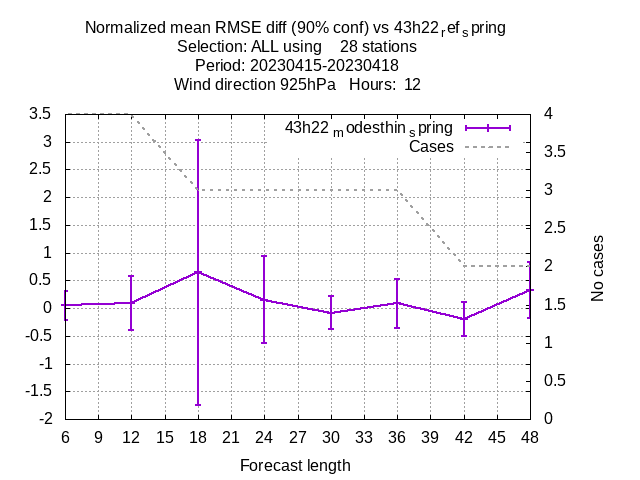 Normalized mean RMSE diff (90% conf) vs 43h22refspring
Selection: ALL using    28 stations
Period: 20230415-20230418
Wind direction 925hPa   Hours:  12
43h22modesthinspring
Cases
3.5
3
2.5
2
1.5
1
0.5
0
-0.5
-1
-1.5
-2
4
3.5
3
2.5
2
1.5
1
0.5
0
No cases
6 9 12 15 18 21 24 27 30 33 36 39 42 45 48
Forecast length